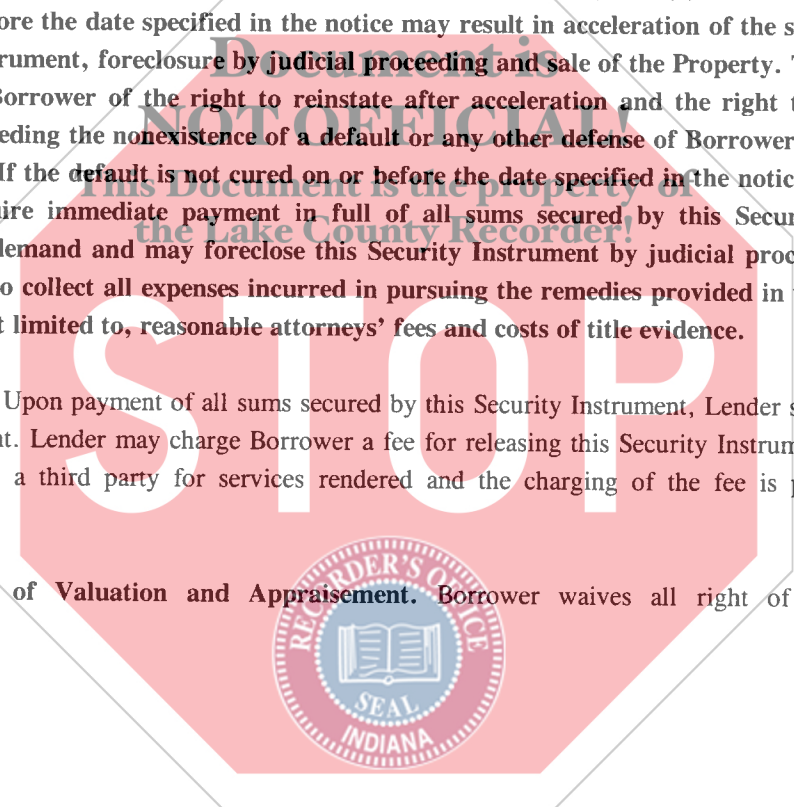 ore the date specified in the notice may result in acceleration of the s
Document is
rument, foreclosure by judicial proceeding and sale of the Property. T
Borrower of the right to reinstate after acceleration and the right t
NOT OFFICIAL!
eding the nonexistence of a default or any other defense of Borrower
If the default is not cured on or before the date specified in the notic
This Document is the property of
uire immediate payment in full of all sums secured by this Secur
the Lake County Recorder!
demand and may foreclose this Security Instrument by judicial proc
o collect all expenses incurred in pursuing the remedies provided in
t limited to, reasonable attorneys' fees and costs of title evidence.
STOP
Upon payment of all sums secured by this Security Instrument, Lender s
nt. Lender may charge Borrower a fee for releasing this Security Instrum
a third party for services rendered and the charging of the fee is p
RECORDER'S OFFICE
of Valuation and Appraisement. Borrower waives all right of
SEAL
INDIANA